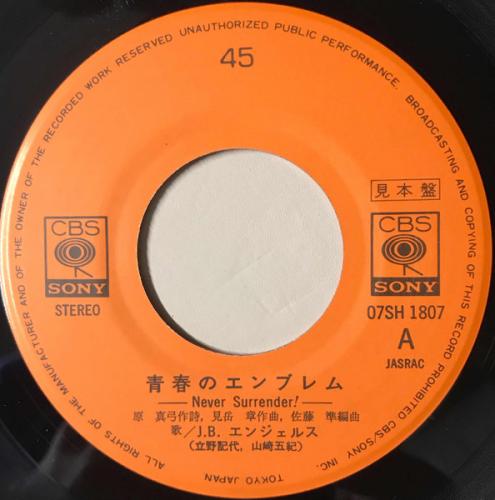 ALL RIGHTS OF THE MANUFACTURER AND OF THE OWNER OF THE RECORDED WORK RESERVED UNAUTHORIZED PUBLIC PERFORMANCE. BROADCASTING AND COPYING OF THIS RECORD PROHIBITED CBS/SONY INC. TOKYO JAPAN
45
見本盤
CBS
SONY
STEREO
CBS
SONY
07SH 1807
A
JASRAC
青春のエンブレム
Never Surrender!
原 真弓作詩, 見岳 章作曲, 佐藤 準編曲
歌/J.B. エンジェルス
(立野記代, 山崎五紀)